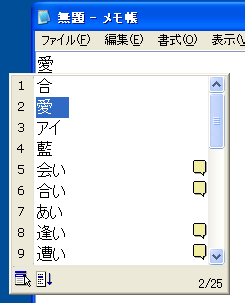 無題 - メモ帳
ファイル(F) 編集(E) 書式(O) 表示(V
愛
1 合
2 愛
3 アイ
4 藍
5 会い
6 合い
7 あい
8 逢い
9 遭い
2/25